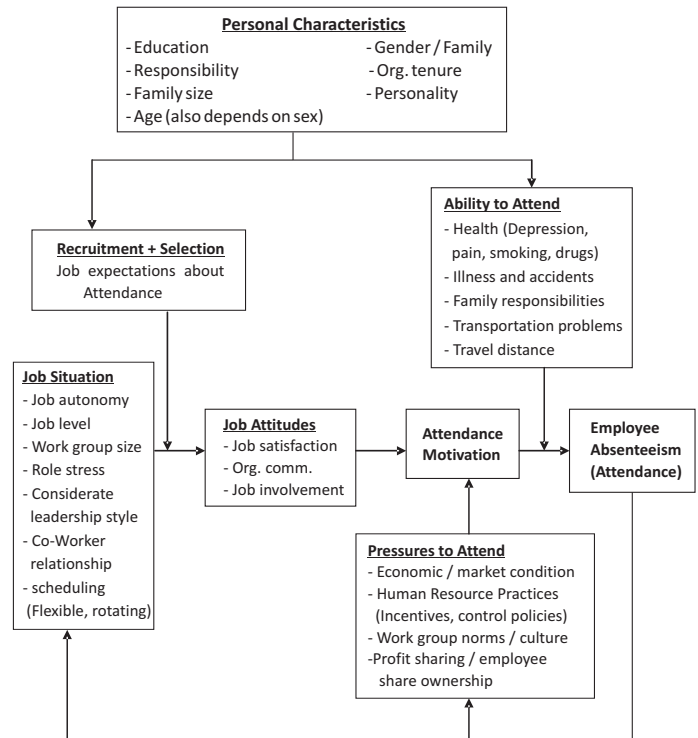 Personal Characteristics
- Education
- Responsibility
- Family size
- Age (also depends on sex)
- Gender / Family
- Org. tenure
- Personality
Recruitment + Selection
Job expectations about
Attendance
Ability to Attend
- Health (Depression,
pain, smoking, drugs)
- Illness and accidents
- Family responsibilities
- Transportation problems
- Travel distance
Job Situation
- Job autonomy
- Job level
- Work group size
- Role stress
- Considerate
leadership style
- Co-Worker
relationship
- scheduling
(Flexible, rotating)
Job Attitudes
- Job satisfaction
- Org. comm.
- Job involvement
Attendance
Motivation
Employee
Absenteeism
(Attendance)
Pressures to Attend
- Economic / market condition
- Human Resource Practices
(Incentives, control policies)
- Work group norms / culture
-Profit sharing / employee
share ownership